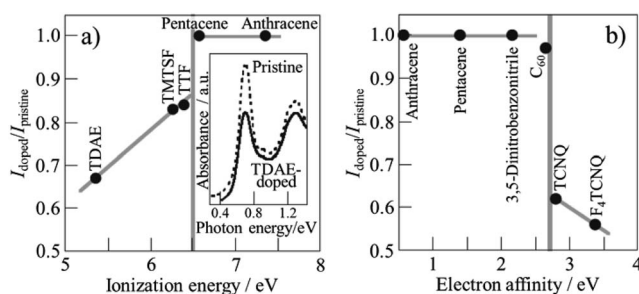 a)
I_doped/I_pristine
1.0
0.9
0.8
0.7
0.6
0.5
Pentacene Anthracene
TMTSF
TTF
TDAE
Absorbance / a.u.
Pristine
TDAE-
doped
0.4 0.8 1.2
Photon energy/eV
5 6 7 8
Ionization energy / eV
b)
I_doped/I_pristine
1.0
0.9
0.8
0.7
0.6
0.5
Anthracene
Pentacene
3,5-Dinitrobenzonitrile
C₆₀
TCNQ
F₄TCNQ
1 2 3 4
Electron affinity / eV